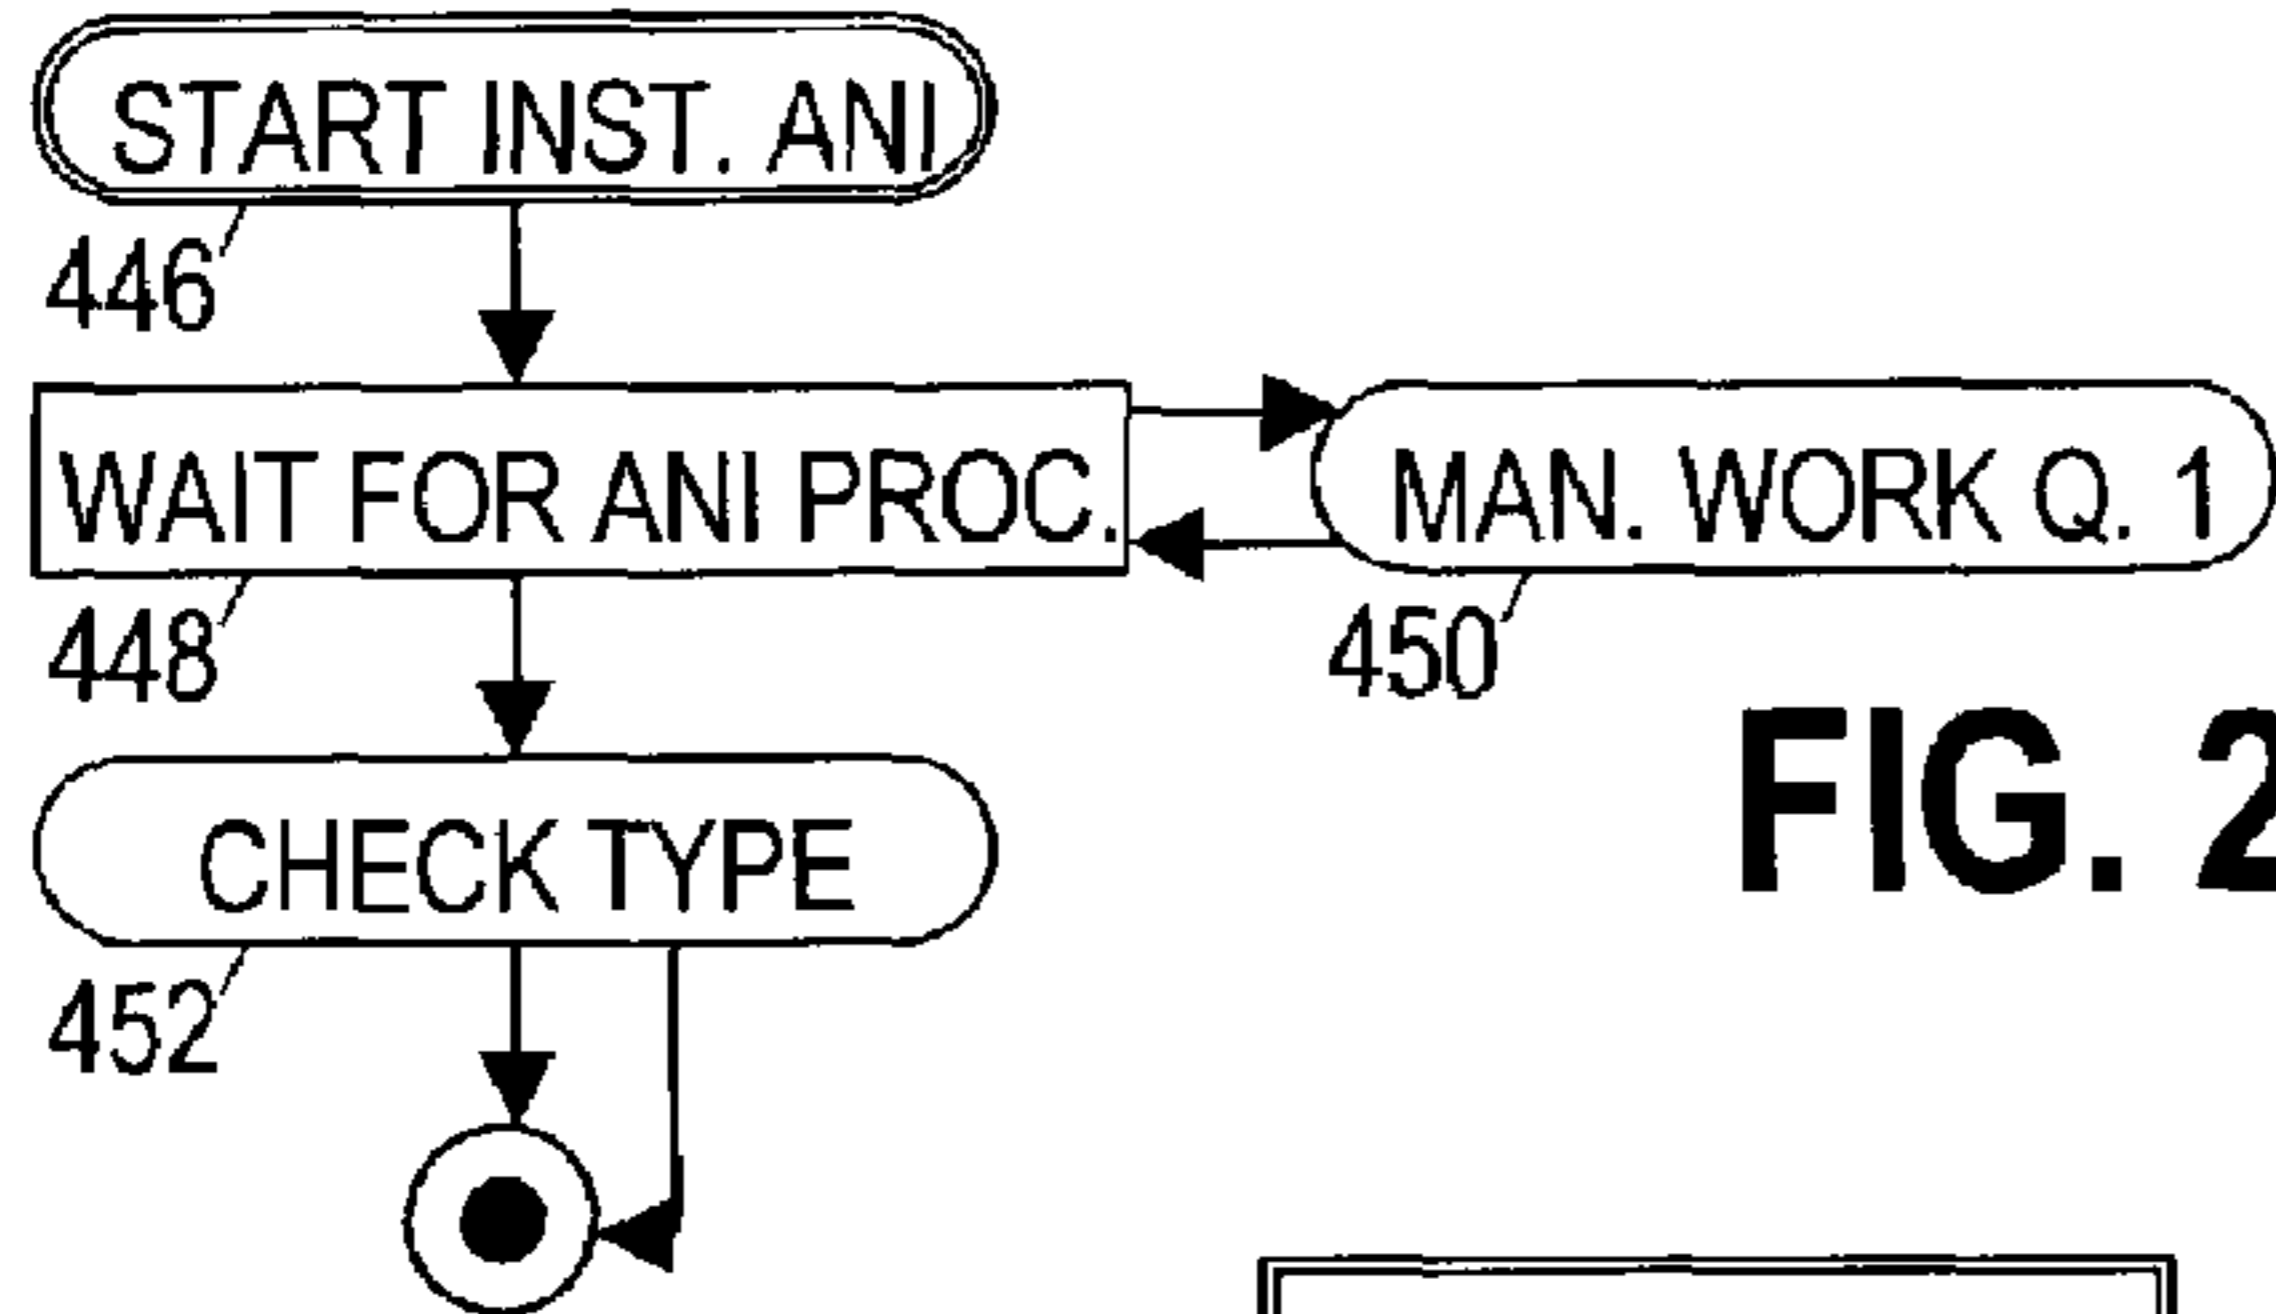 START INST. ANI
446
WAIT FOR ANI PROC.
MAN. WORK Q. 1
448
450
FIG. 2
CHECK TYPE
452